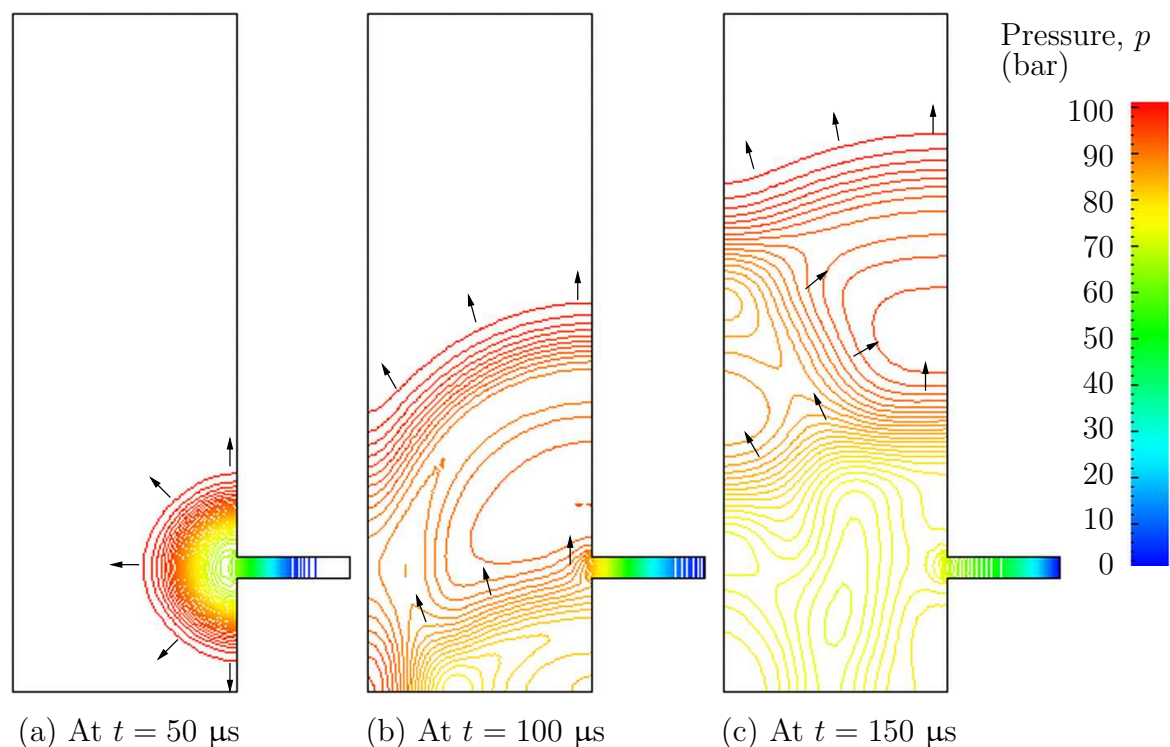 Pressure, p
(bar)
100
90
80
70
60
50
40
30
20
10
0
(a) At t = 50 μs
(b) At t = 100 μs
(c) At t = 150 μs